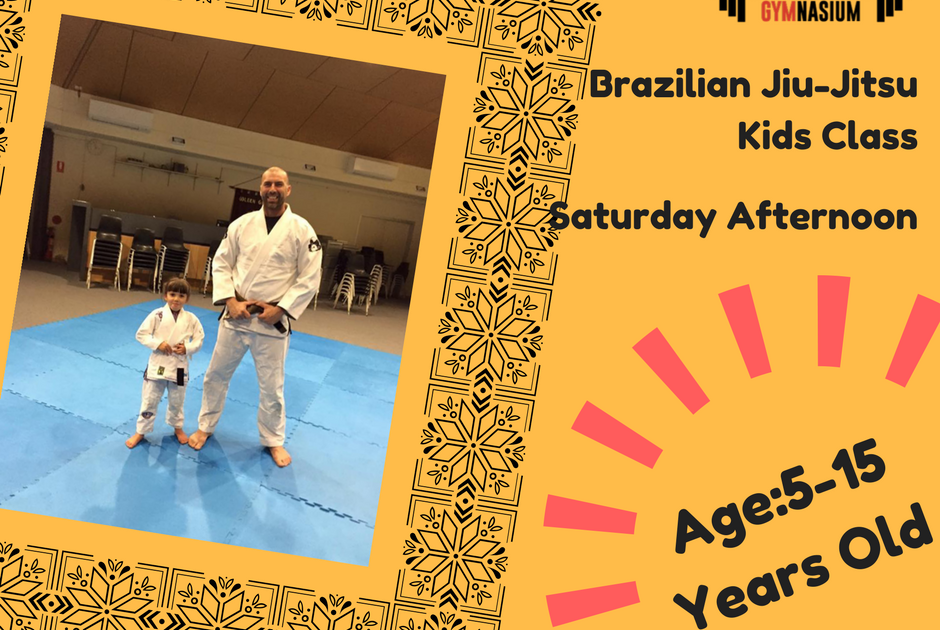 GYMNASIUM
Brazilian Jiu-Jitsu
Kids Class
Saturday Afternoon
Age:5-15
Years Old